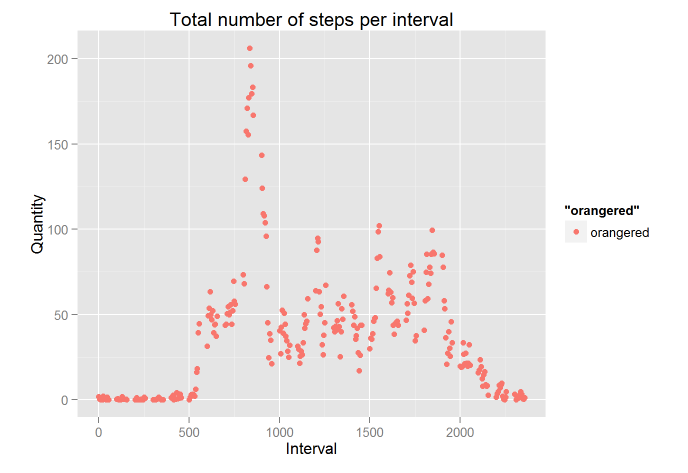 Total number of steps per interval
200
150
100
50
0
Quantity
0 500 1000 1500 2000
Interval
"orangered"
orangered